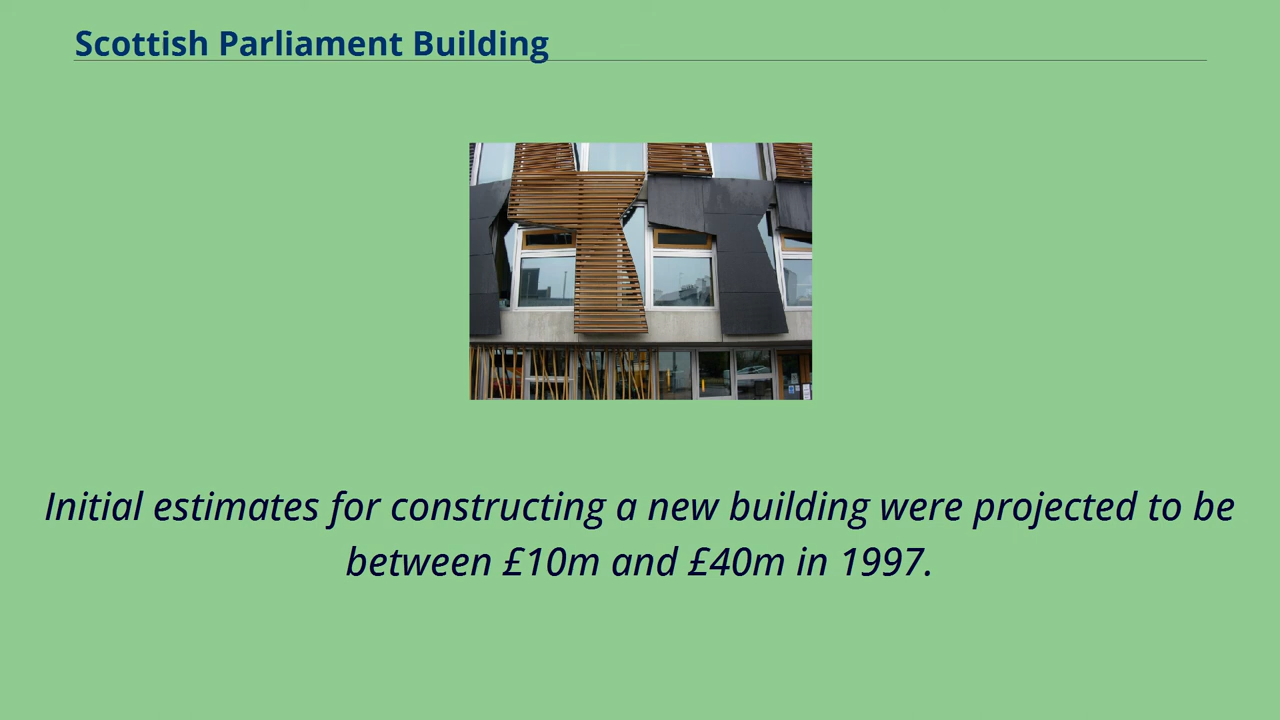 Scottish Parliament Building
Initial estimates for constructing a new building were projected to be
between £10m and £40m in 1997.